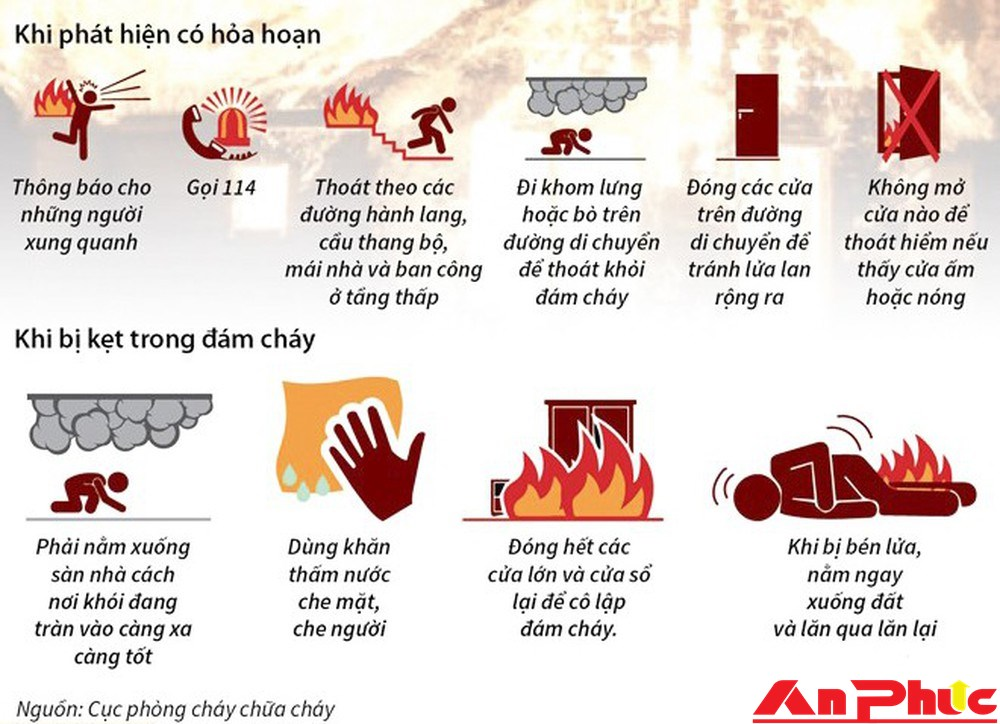 Khi phát hiện có hỏa hoạn
Thông báo cho
những người
xung quanh
Gọi 114
Thoát theo các
đường hành lang,
cầu thang bộ,
mái nhà và ban công
ở tầng thấp
Đi khom lưng
hoặc bò trên
đường di chuyển
để thoát khỏi
đám cháy
Đóng các cửa
trên đường
di chuyển để
tránh lửa lan
rộng ra
Không mở
cửa nào để
thoát hiểm nếu
thấy cửa ấm
hoặc nóng
Khi bị kẹt trong đám cháy
Phải nằm xuống
sàn nhà cách
nơi khói đang
tràn vào càng xa
càng tốt
Dùng khăn
thấm nước
che mặt,
che người
Đóng hết các
cửa lớn và cửa sổ
lại để cô lập
đám cháy.
Khi bị bén lửa,
nằm ngay
xuống đất
và lăn qua lăn lại
Nguồn: Cục phòng cháy chữa cháy
An Phúc